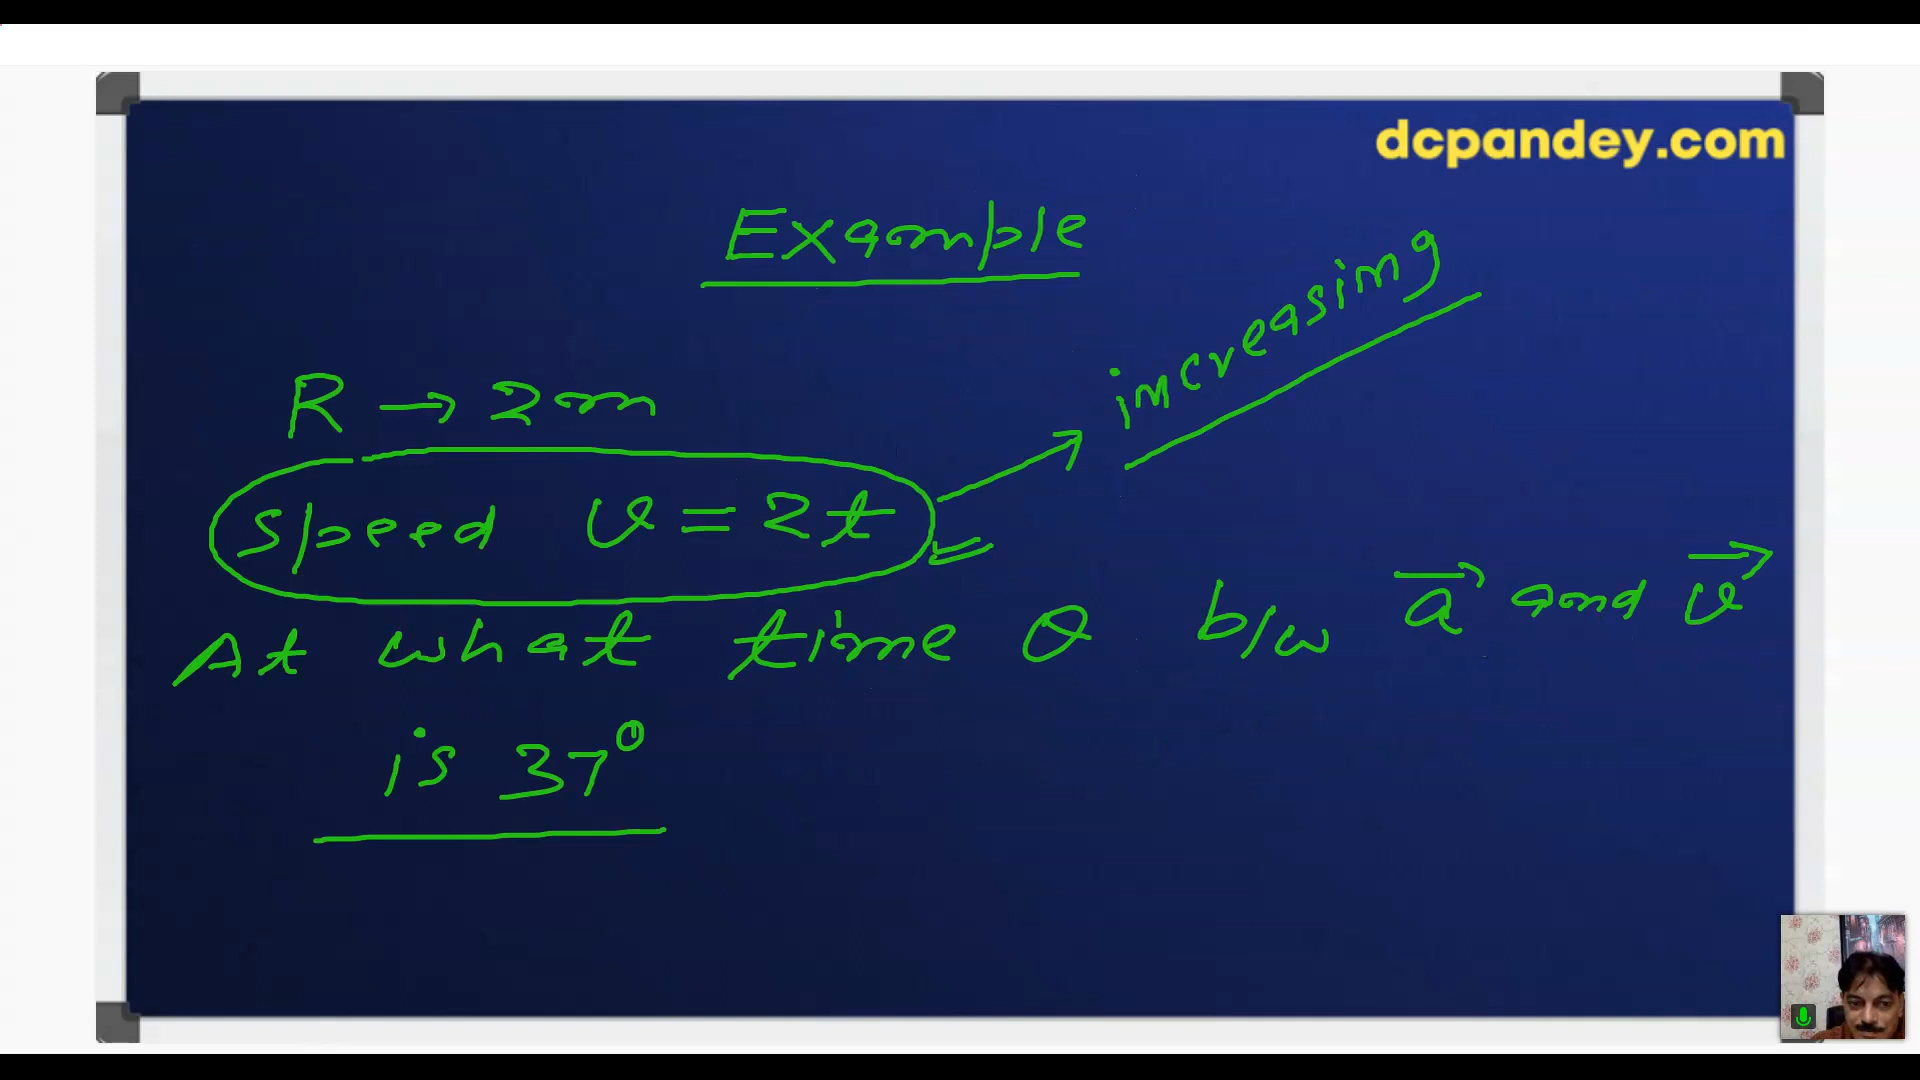 dcpandey.com
Example
increasing
R → 2m
speed v = 2t
At what time θ b/w a⃗ and v⃗
is 37°